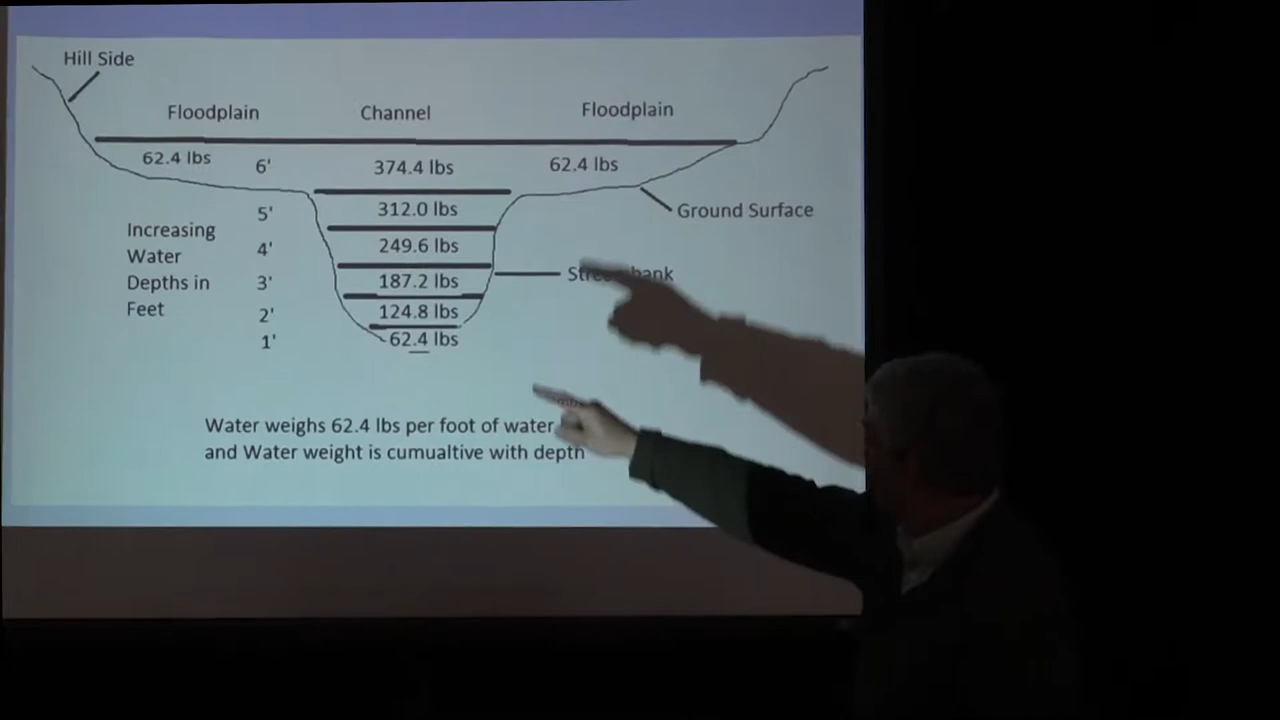 Hill Side
Floodplain
Channel
Floodplain
62.4 lbs
6'
374.4 lbs
62.4 lbs
5'
312.0 lbs
Ground Surface
Increasing
Water
Depths in
Feet
4'
249.6 lbs
3'
187.2 lbs
2'
124.8 lbs
1'
62.4 lbs
Water weighs 62.4 lbs per foot of water
and Water weight is cumualtive with depth